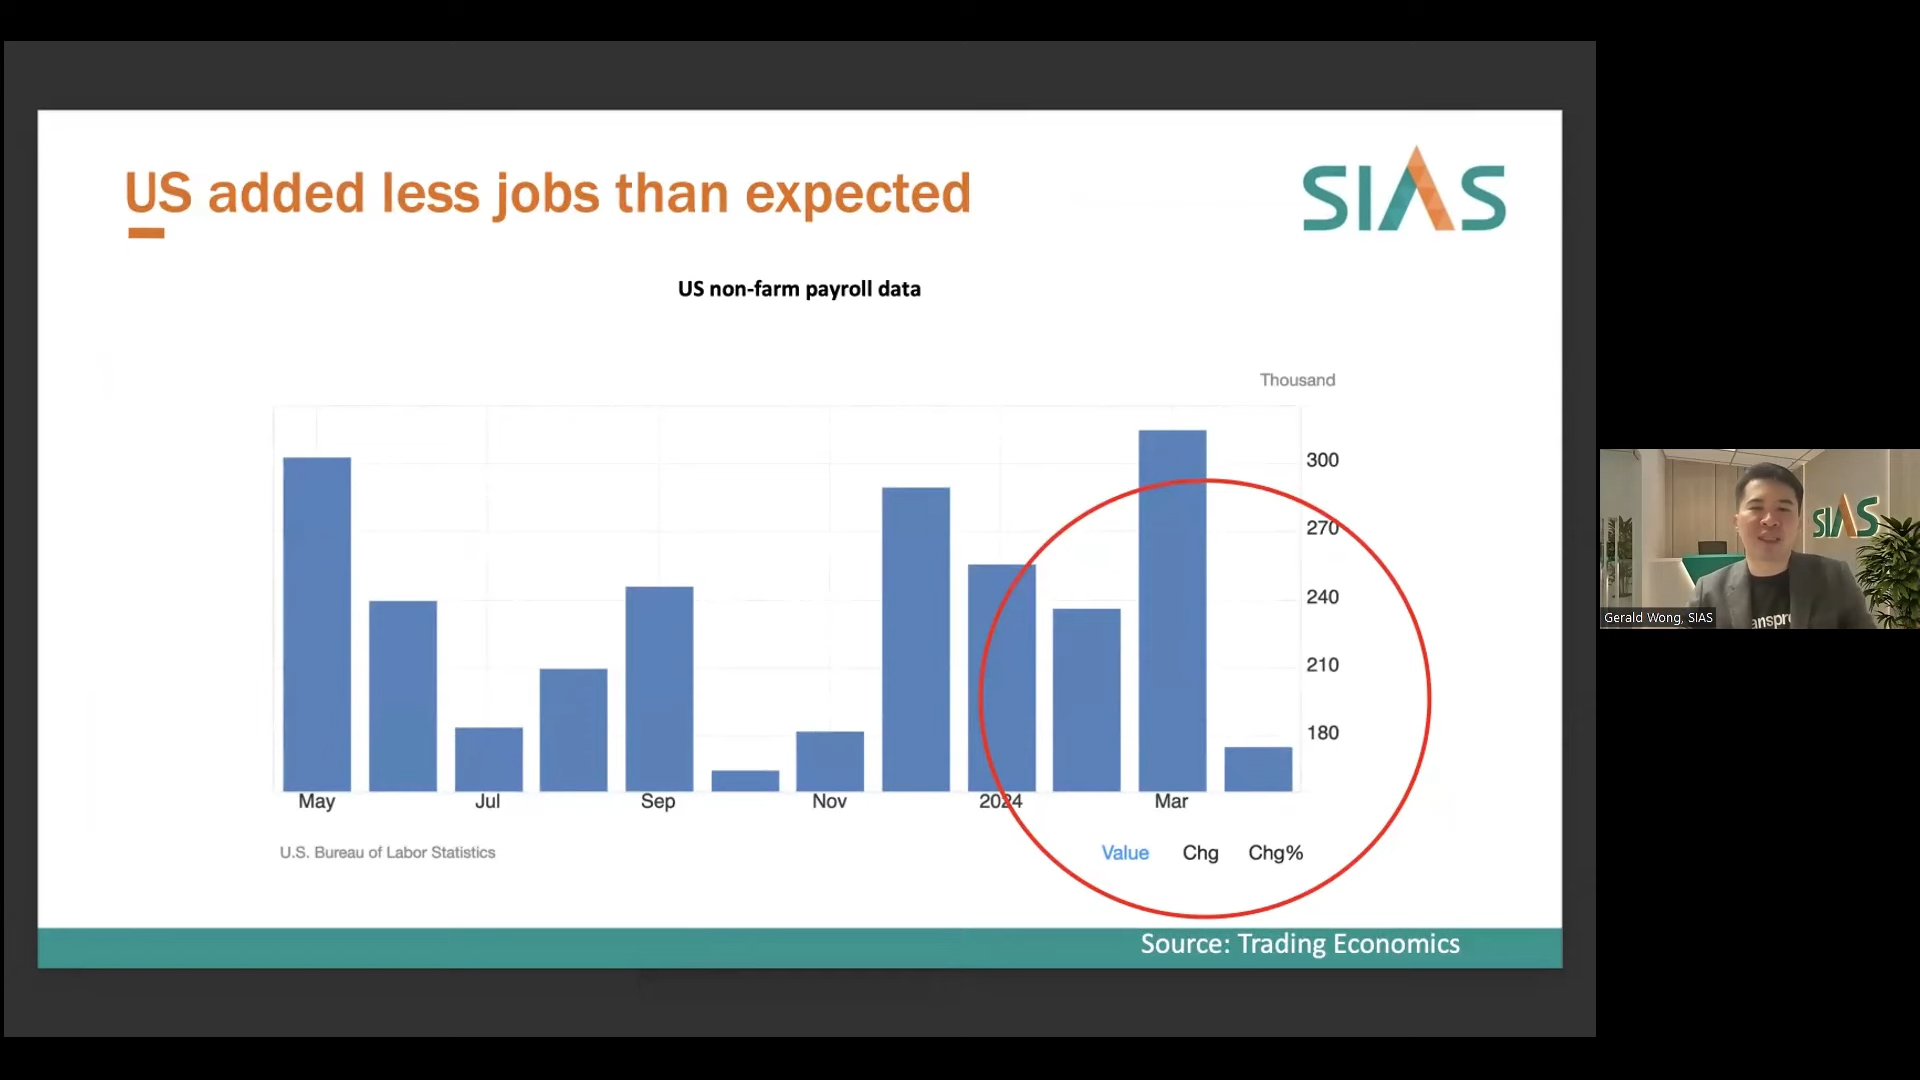 US added less jobs than expected
SIAS
US non-farm payroll data
Thousand
300
270
240
210
180
May Jul Sep Nov 2024 Mar
U.S. Bureau of Labor Statistics
Value Chg Chg%
Source: Trading Economics
SIAS
anspr
Gerald Wong, SIAS